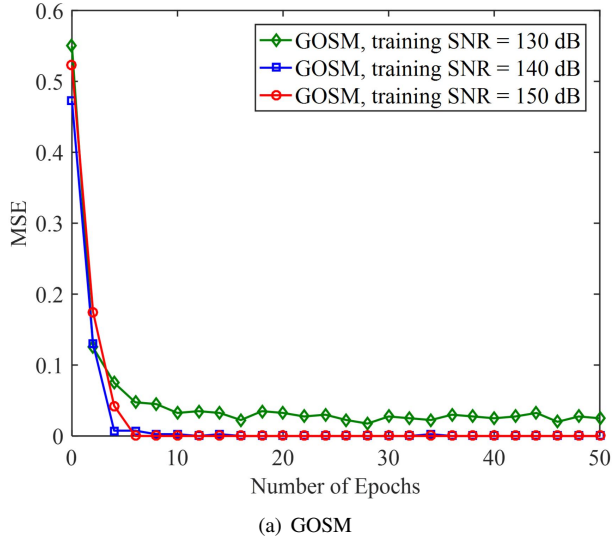 0.6
0.5
0.4
0.3
0.2
0.1
0
MSE
GOSM, training SNR = 130 dB
GOSM, training SNR = 140 dB
GOSM, training SNR = 150 dB
0 10 20 30 40 50
Number of Epochs
(a) GOSM